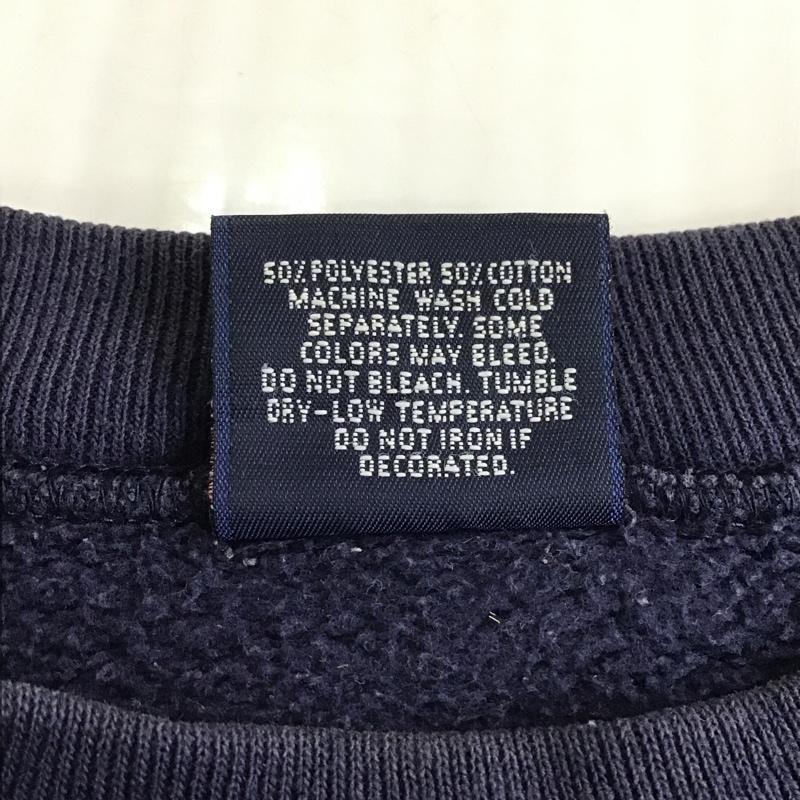 50% POLYESTER 50% COTTON
MACHINE WASH COLD
SEPARATELY. SOME
COLORS MAY BLEED.
DO NOT BLEACH. TUMBLE
DRY-LOW TEMPERATURE
DO NOT IRON IF
DECORATED.